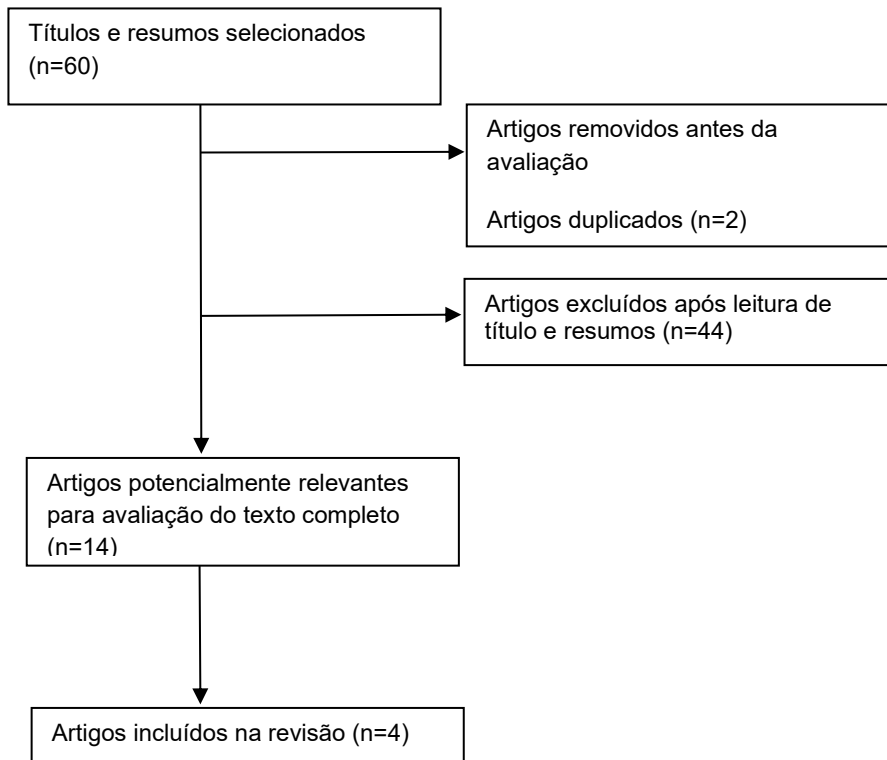 Títulos e resumos selecionados
(n=60)
Artigos removidos antes da
avaliação
Artigos duplicados (n=2)
Artigos excluídos após leitura de
título e resumos (n=44)
Artigos potencialmente relevantes
para avaliação do texto completo
(n=14)
Artigos incluídos na revisão (n=4)